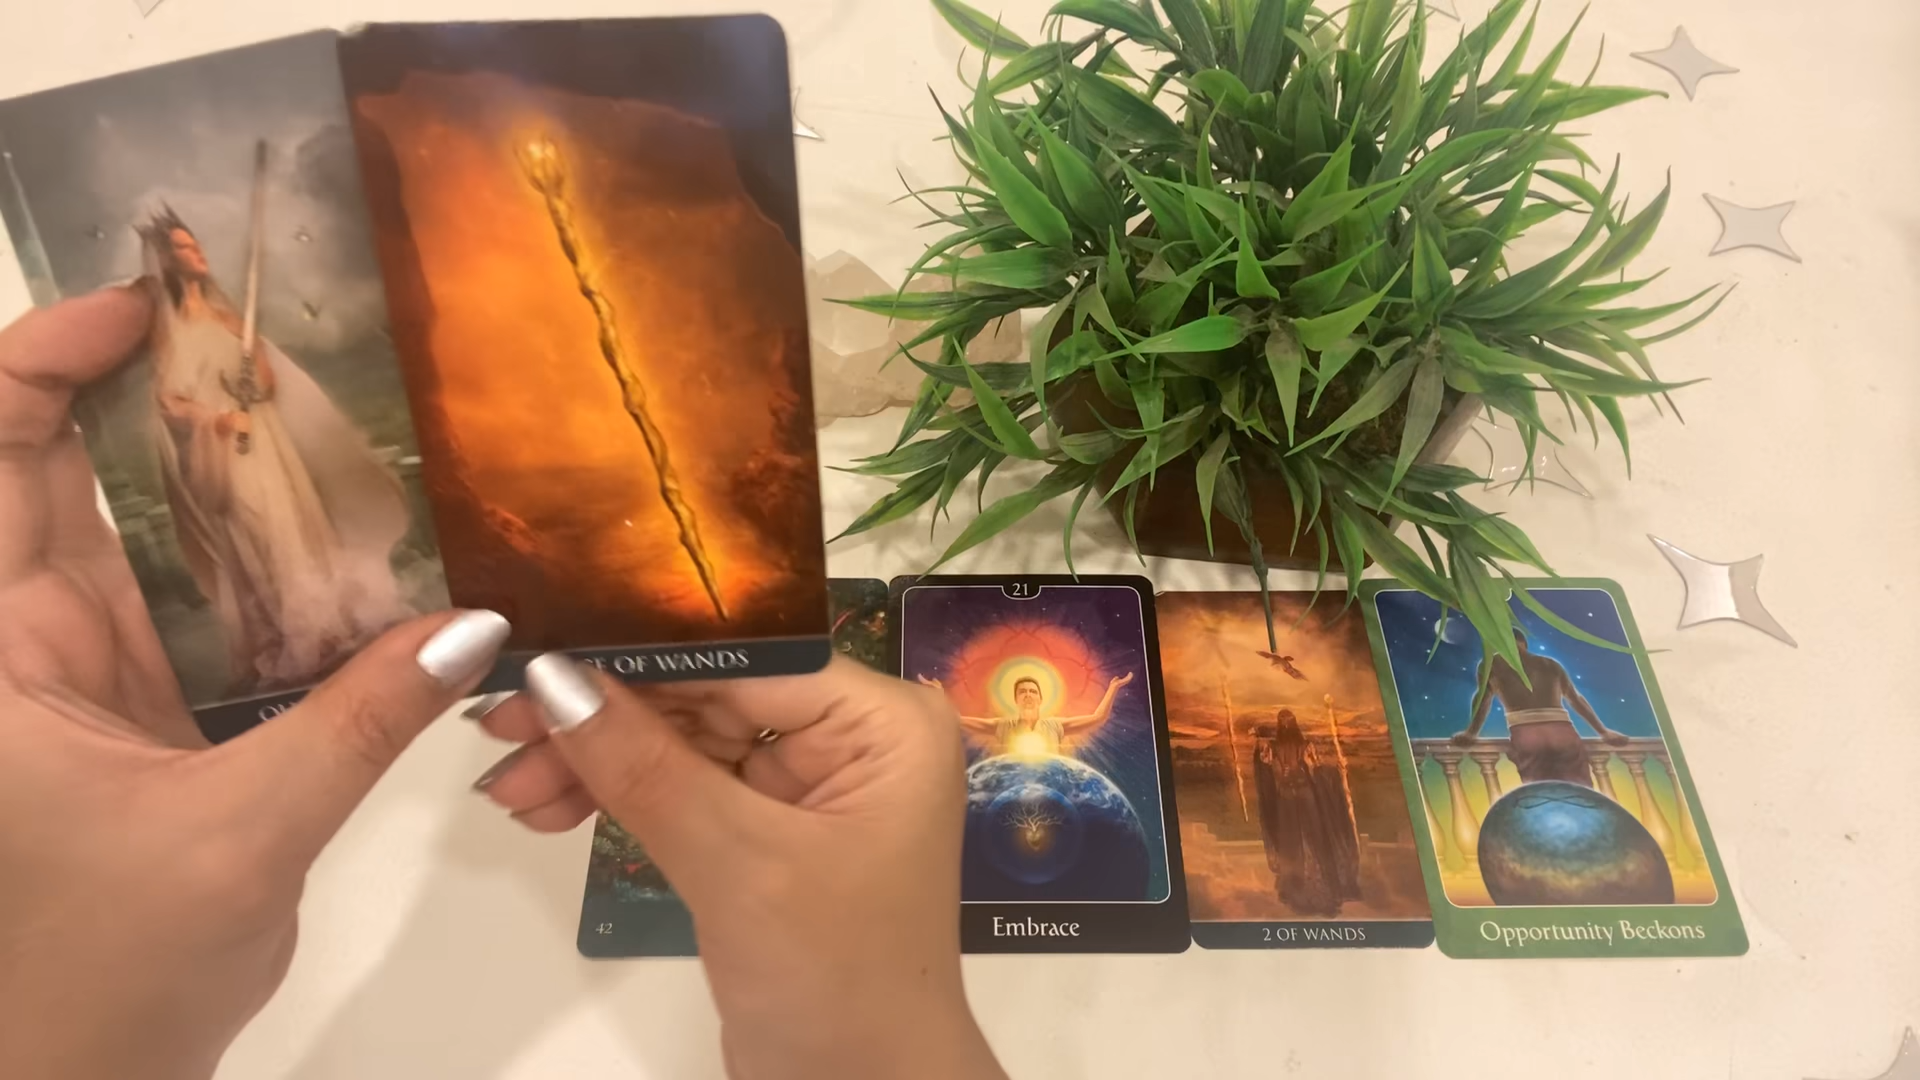 OF WANDS
21
42
Embrace
2 OF WANDS
Opportunity Beckons